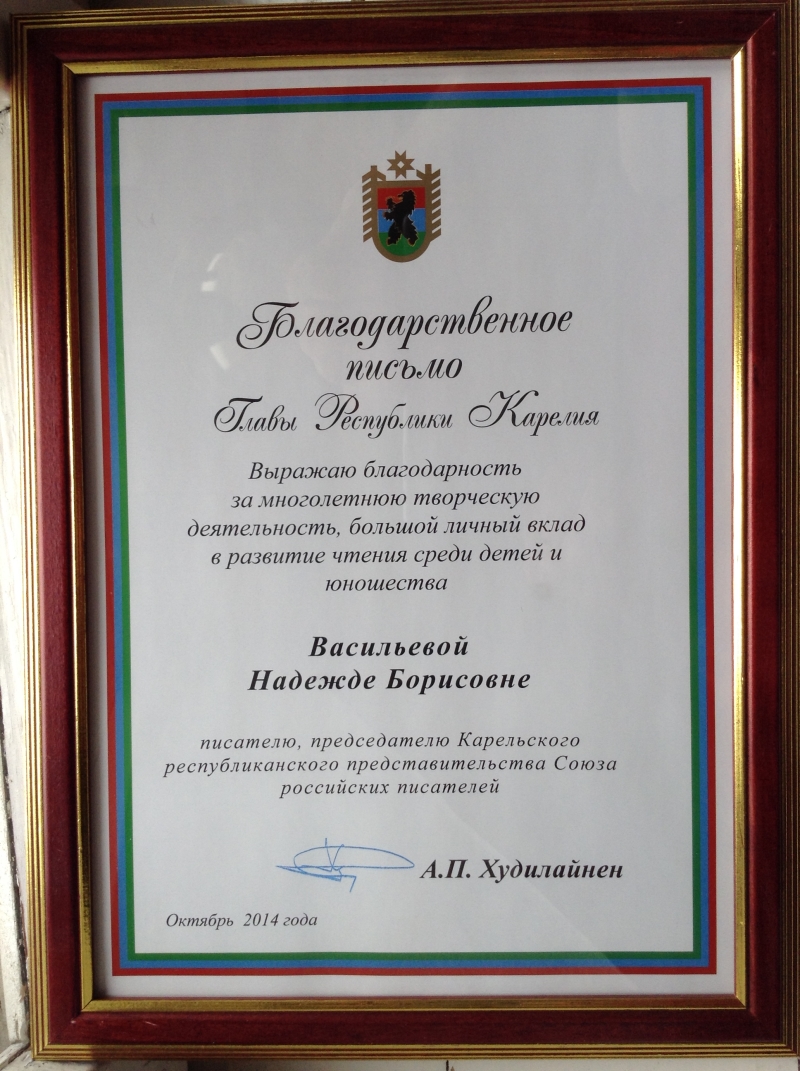 Благодарственное
письмо
Главы Республики Карелия
Выражаю благодарность
за многолетнюю творческую
деятельность, большой личный вклад
в развитие чтения среди детей и
юношества
Васильевой
Надежде Борисовне
писателю, председателю Карельского
республиканского представительства Союза
российских писателей
А.П. Худилайнен
Октябрь 2014 года